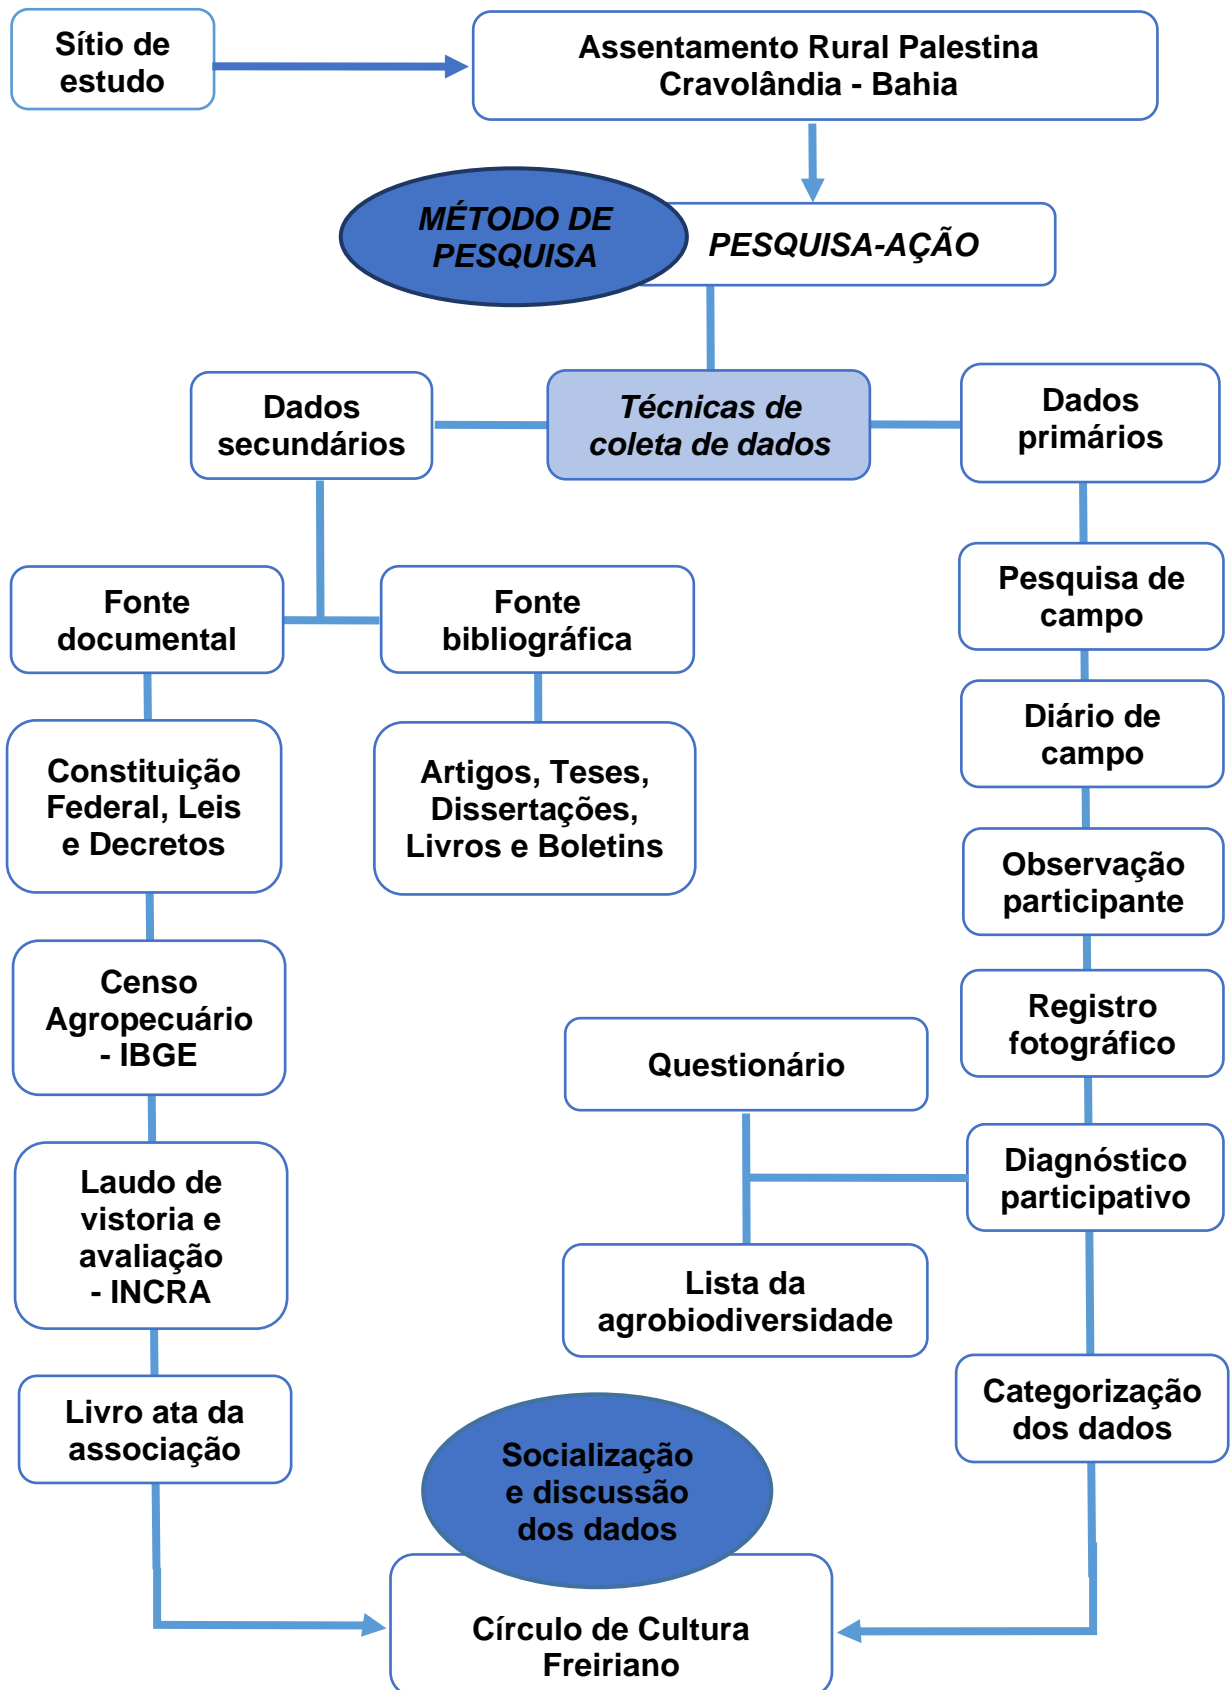 Sítio de
estudo
Assentamento Rural Palestina
Cravolândia - Bahia
MÉTODO DE
PESQUISA
PESQUISA-AÇÃO
Dados
secundários
Técnicas de
coleta de dados
Dados
primários
Fonte
documental
Fonte
bibliográfica
Pesquisa de
campo
Constituição
Federal, Leis
e Decretos
Artigos, Teses,
Dissertações,
Livros e Boletins
Diário de
campo
Observação
participante
Censo
Agropecuário
- IBGE
Registro
fotográfico
Questionário
Laudo de
vistoria e
avaliação
- INCRA
Diagnóstico
participativo
Lista da
agrobiodiversidade
Livro ata da
associação
Categorização
dos dados
Socialização
e discussão
dos dados
Círculo de Cultura
Freiriano